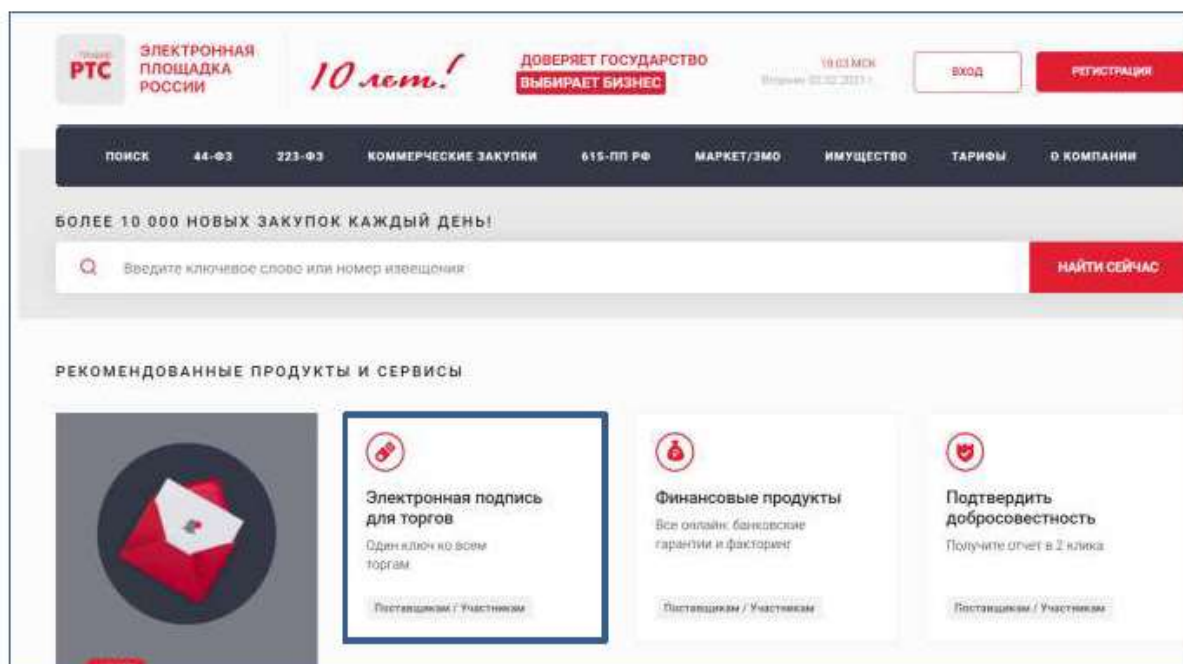 РТС
ЭЛЕКТРОННАЯ
ПЛОЩАДКА
РОССИИ
10 лет!
ДОВЕРЯЕТ ГОСУДАРСТВО
ВЫБИРАЕТ БИЗНЕС
ВХОД
РЕГИСТРАЦИЯ
ПОИСК 44-ФЗ 223-ФЗ КОММЕРЧЕСКИЕ ЗАКУПКИ 615-ПП РФ МАРКЕТ/ЗМО ИМУЩЕСТВО ТАРИФЫ О КОМПАНИИ
БОЛЕЕ 10 000 НОВЫХ ЗАКУПОК КАЖДЫЙ ДЕНЬ!
Введите ключевое слово или номер извещения
НАЙТИ СЕЙЧАС
РЕКОМЕНДОВАННЫЕ ПРОДУКТЫ И СЕРВИСЫ
Электронная подпись
для торгов
Один ключ ко всем
торгам
Поставщикам / Участникам
Финансовые продукты
Все онлайн: банковские
гарантии и факторинг
Поставщикам / Участникам
Подтвердить
добросовестность
Получите отчет в 2 клика
Поставщикам / Участникам